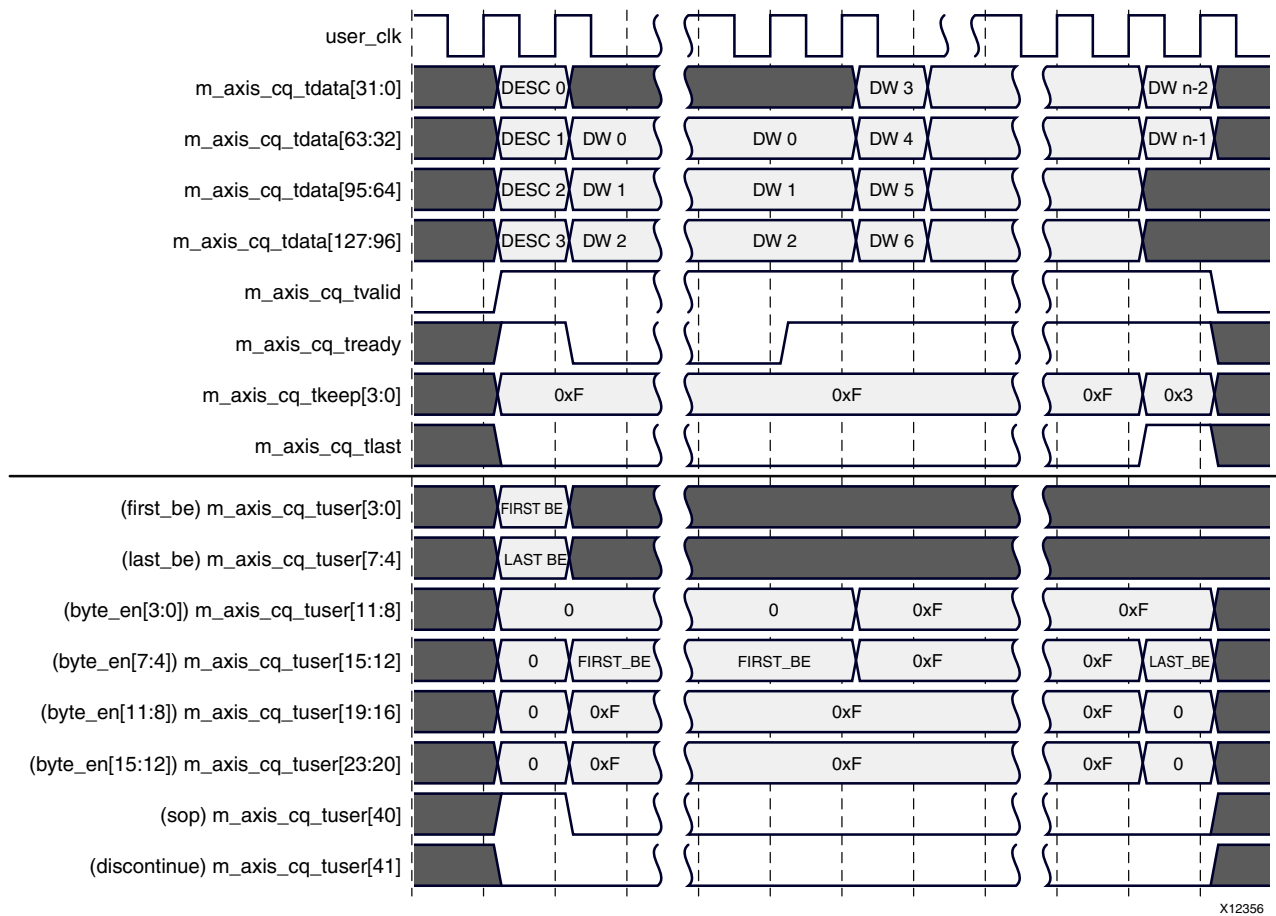 user_clk
m_axis_cq_tdata[31:0] DESC 0 DW 3 DW n-2
m_axis_cq_tdata[63:32] DESC 1 DW 0 DW 0 DW 4 DW n-1
m_axis_cq_tdata[95:64] DESC 2 DW 1 DW 1 DW 5
m_axis_cq_tdata[127:96] DESC 3 DW 2 DW 2 DW 6
m_axis_cq_tvalid
m_axis_cq_tready
m_axis_cq_tkeep[3:0] 0xF 0xF 0xF 0x3
m_axis_cq_tlast
(first_be) m_axis_cq_tuser[3:0] FIRST BE
(last_be) m_axis_cq_tuser[7:4] LAST BE
(byte_en[3:0]) m_axis_cq_tuser[11:8] 0 0 0xF 0xF
(byte_en[7:4]) m_axis_cq_tuser[15:12] 0 FIRST_BE FIRST_BE 0xF 0xF LAST_BE
(byte_en[11:8]) m_axis_cq_tuser[19:16] 0 0xF 0xF 0xF 0
(byte_en[15:12]) m_axis_cq_tuser[23:20] 0 0xF 0xF 0xF 0
(sop) m_axis_cq_tuser[40]
(discontinue) m_axis_cq_tuser[41]
X12356